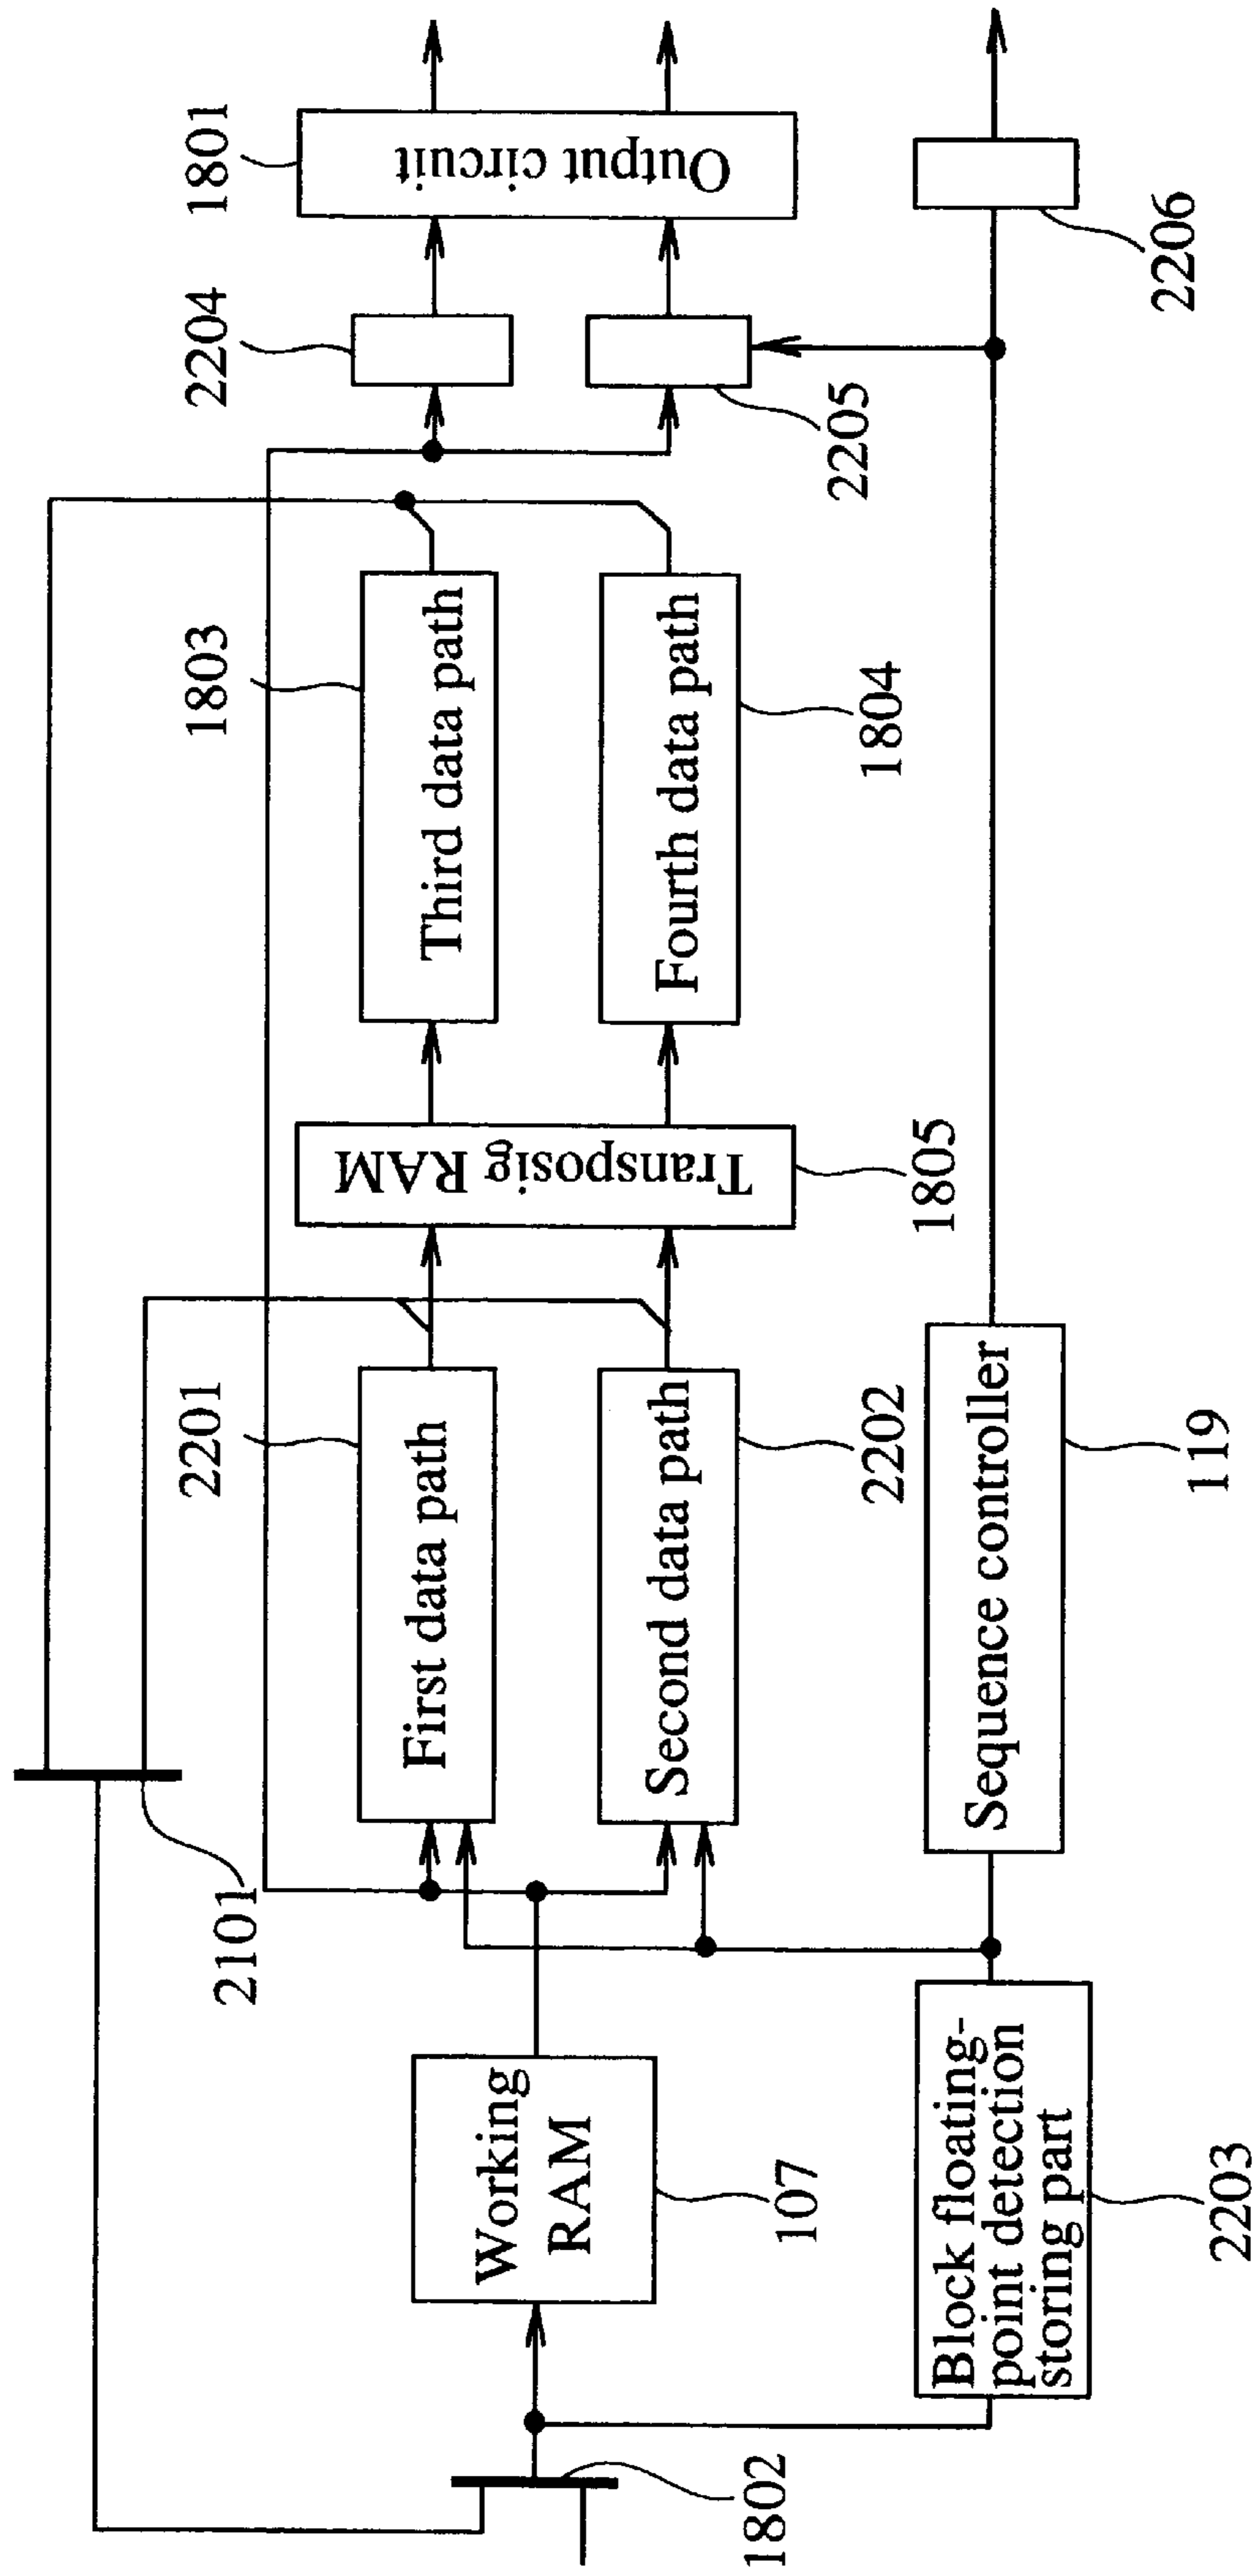 1801
Output circuit
2204
2205
2206
1803
Third data path
Fourth data path
1804
Transposig RAM
1805
2201
First data path
Second data path
2202
Sequence controller
119
2101
Working
RAM
107
Block floating-
point detection
storing part
2203
1802